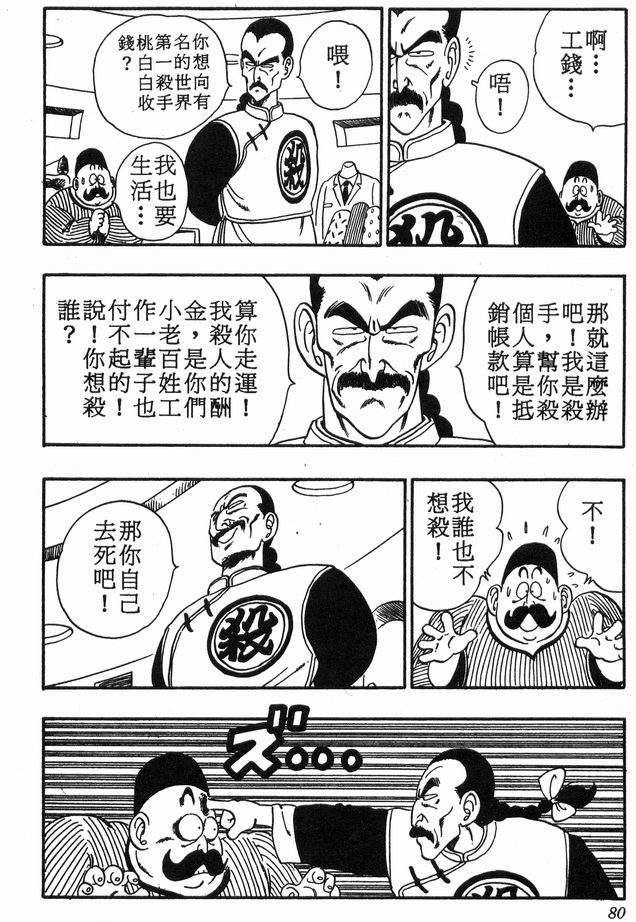 啊…
工錢…
唔!
喂!
你想向有
名的世界
第一殺手
桃白白收
錢?
我也要
生活…
殺
那就這麼辦
吧!我是殺
手,幫你殺
個人算是抵
銷帳款吧!
算你走運!
我殺人的酬
金,是你們
小老百姓工
作一輩子也
付不起的!
說!你想殺
誰?
不!
我誰也不
想殺!
那你自己
去死吧!
殺
ズ。。。
80